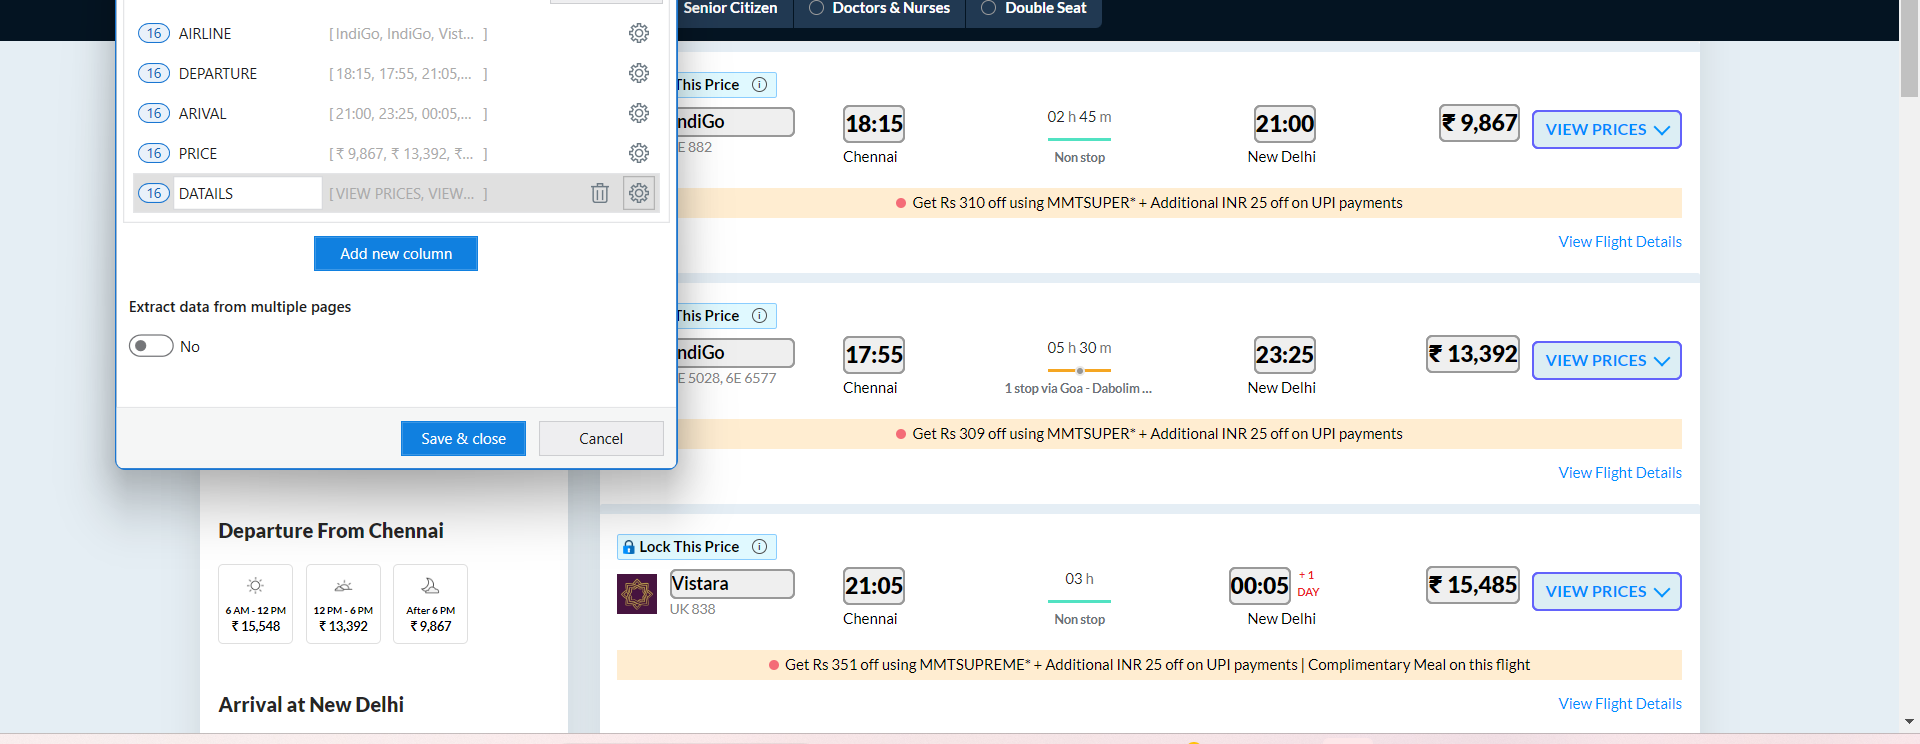 Senior Citizen
Doctors & Nurses
Double Seat
16 AIRLINE [ IndiGo, IndiGo, Vist... ]
16 DEPARTURE [ 18:15, 17:55, 21:05,... ]
16 ARIVAL [ 21:00, 23:25, 00:05,... ]
16 PRICE [ ₹ 9,867, ₹ 13,392, ₹... ]
16 DATAILS [ VIEW PRICES, VIEW... ]
Add new column
Extract data from multiple pages
No
Save & close
Cancel
This Price
ndiGo
E 882
18:15
Chennai
02 h 45 m
Non stop
21:00
New Delhi
₹ 9,867
VIEW PRICES
Get Rs 310 off using MMTSUPER* + Additional INR 25 off on UPI payments
View Flight Details
This Price
ndiGo
E 5028, 6E 6577
17:55
Chennai
05 h 30 m
1 stop via Goa - Dabolim ...
23:25
New Delhi
₹ 13,392
VIEW PRICES
Get Rs 309 off using MMTSUPER* + Additional INR 25 off on UPI payments
View Flight Details
Lock This Price
Vistara
UK 838
21:05
Chennai
03 h
Non stop
00:05
+ 1
DAY
New Delhi
₹ 15,485
VIEW PRICES
Get Rs 351 off using MMTSUPREME* + Additional INR 25 off on UPI payments | Complimentary Meal on this flight
View Flight Details
Departure From Chennai
6 AM - 12 PM
₹ 15,548
12 PM - 6 PM
₹ 13,392
After 6 PM
₹ 9,867
Arrival at New Delhi